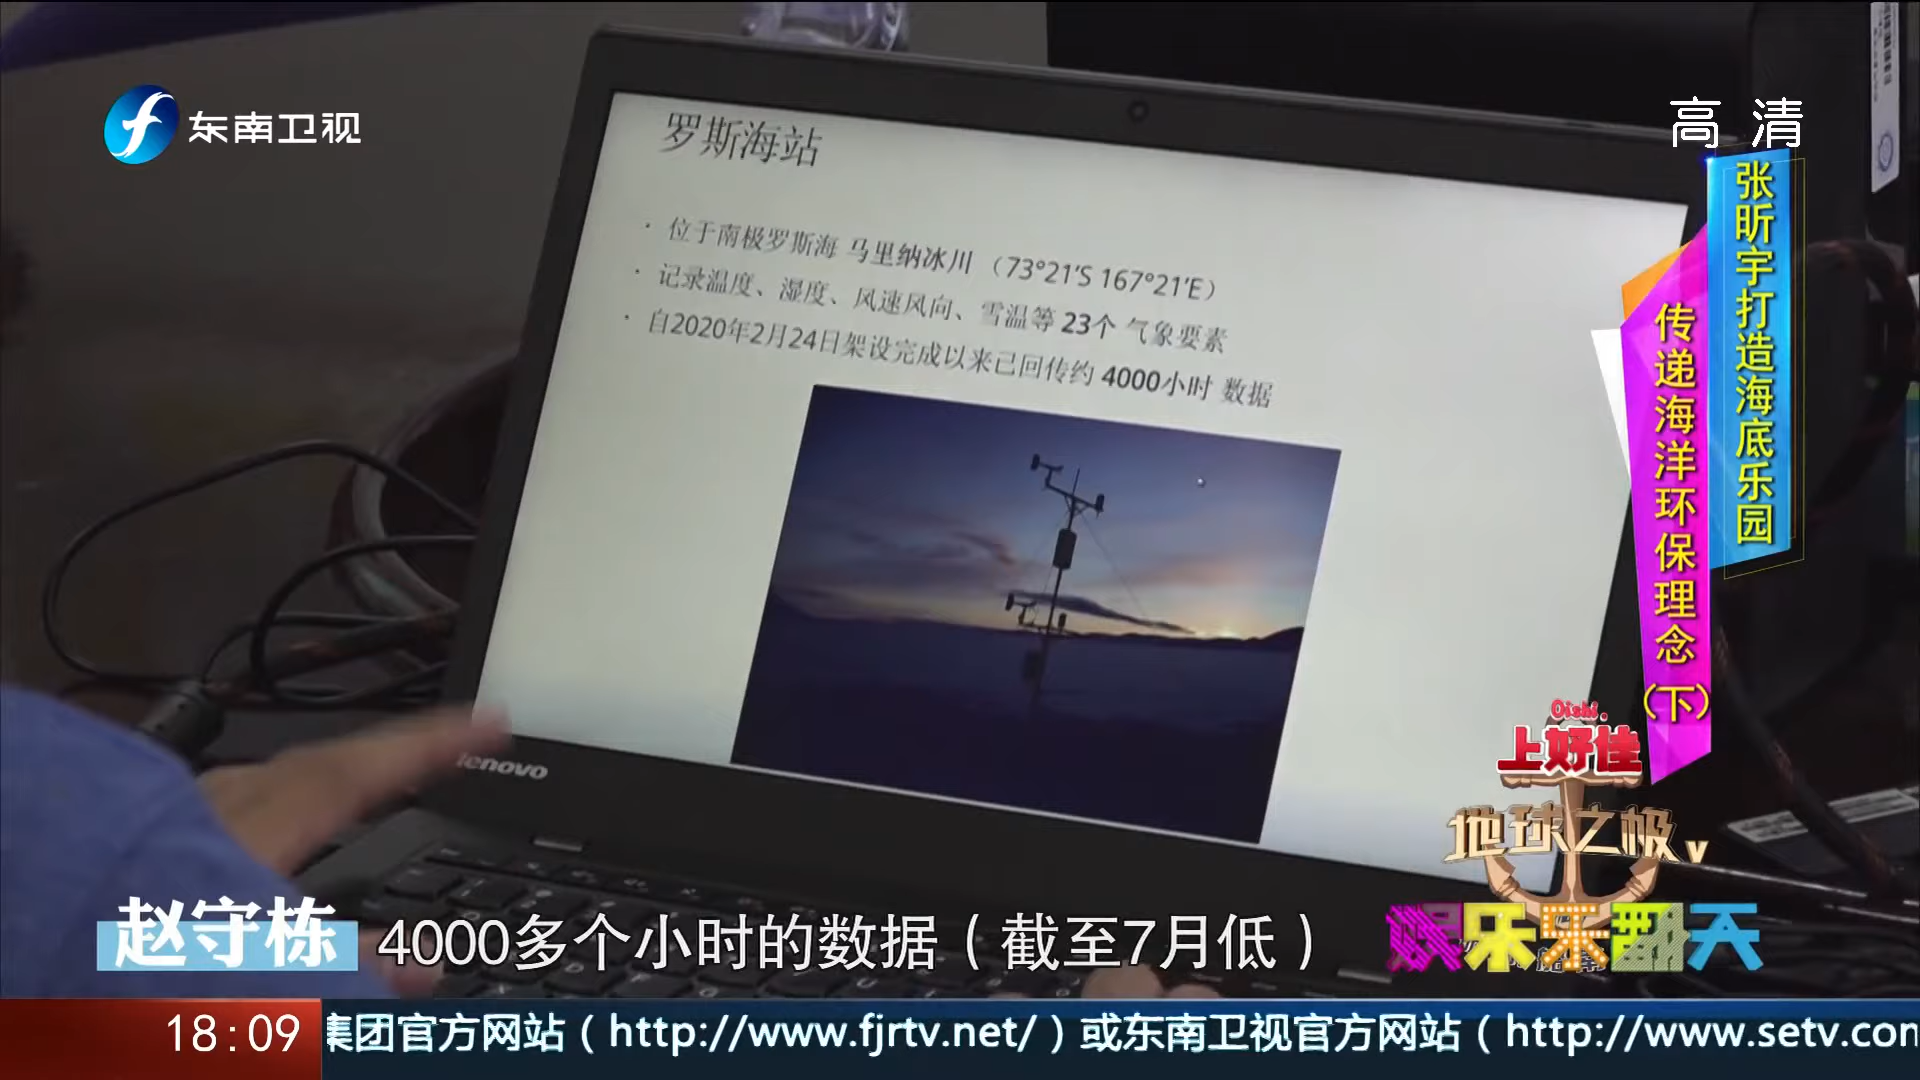 东南卫视
高清
罗斯海站
· 位于南极罗斯海 马里纳冰川 （73°21'S 167°21'E）
· 记录温度、湿度、风速风向、雪温等 23个 气象要素
· 自2020年2月24日架设完成以来已回传约 4000小时 数据
张昕宇打造海底乐园
传递海洋环保理念(下)
Oishi.
上好佳
地球之极v
娱乐乐翻天
lenovo
赵守栋 4000多个小时的数据（截至7月低）
18:09 集团官方网站（http://www.fjrtv.net/）或东南卫视官方网站（http://www.setv.com